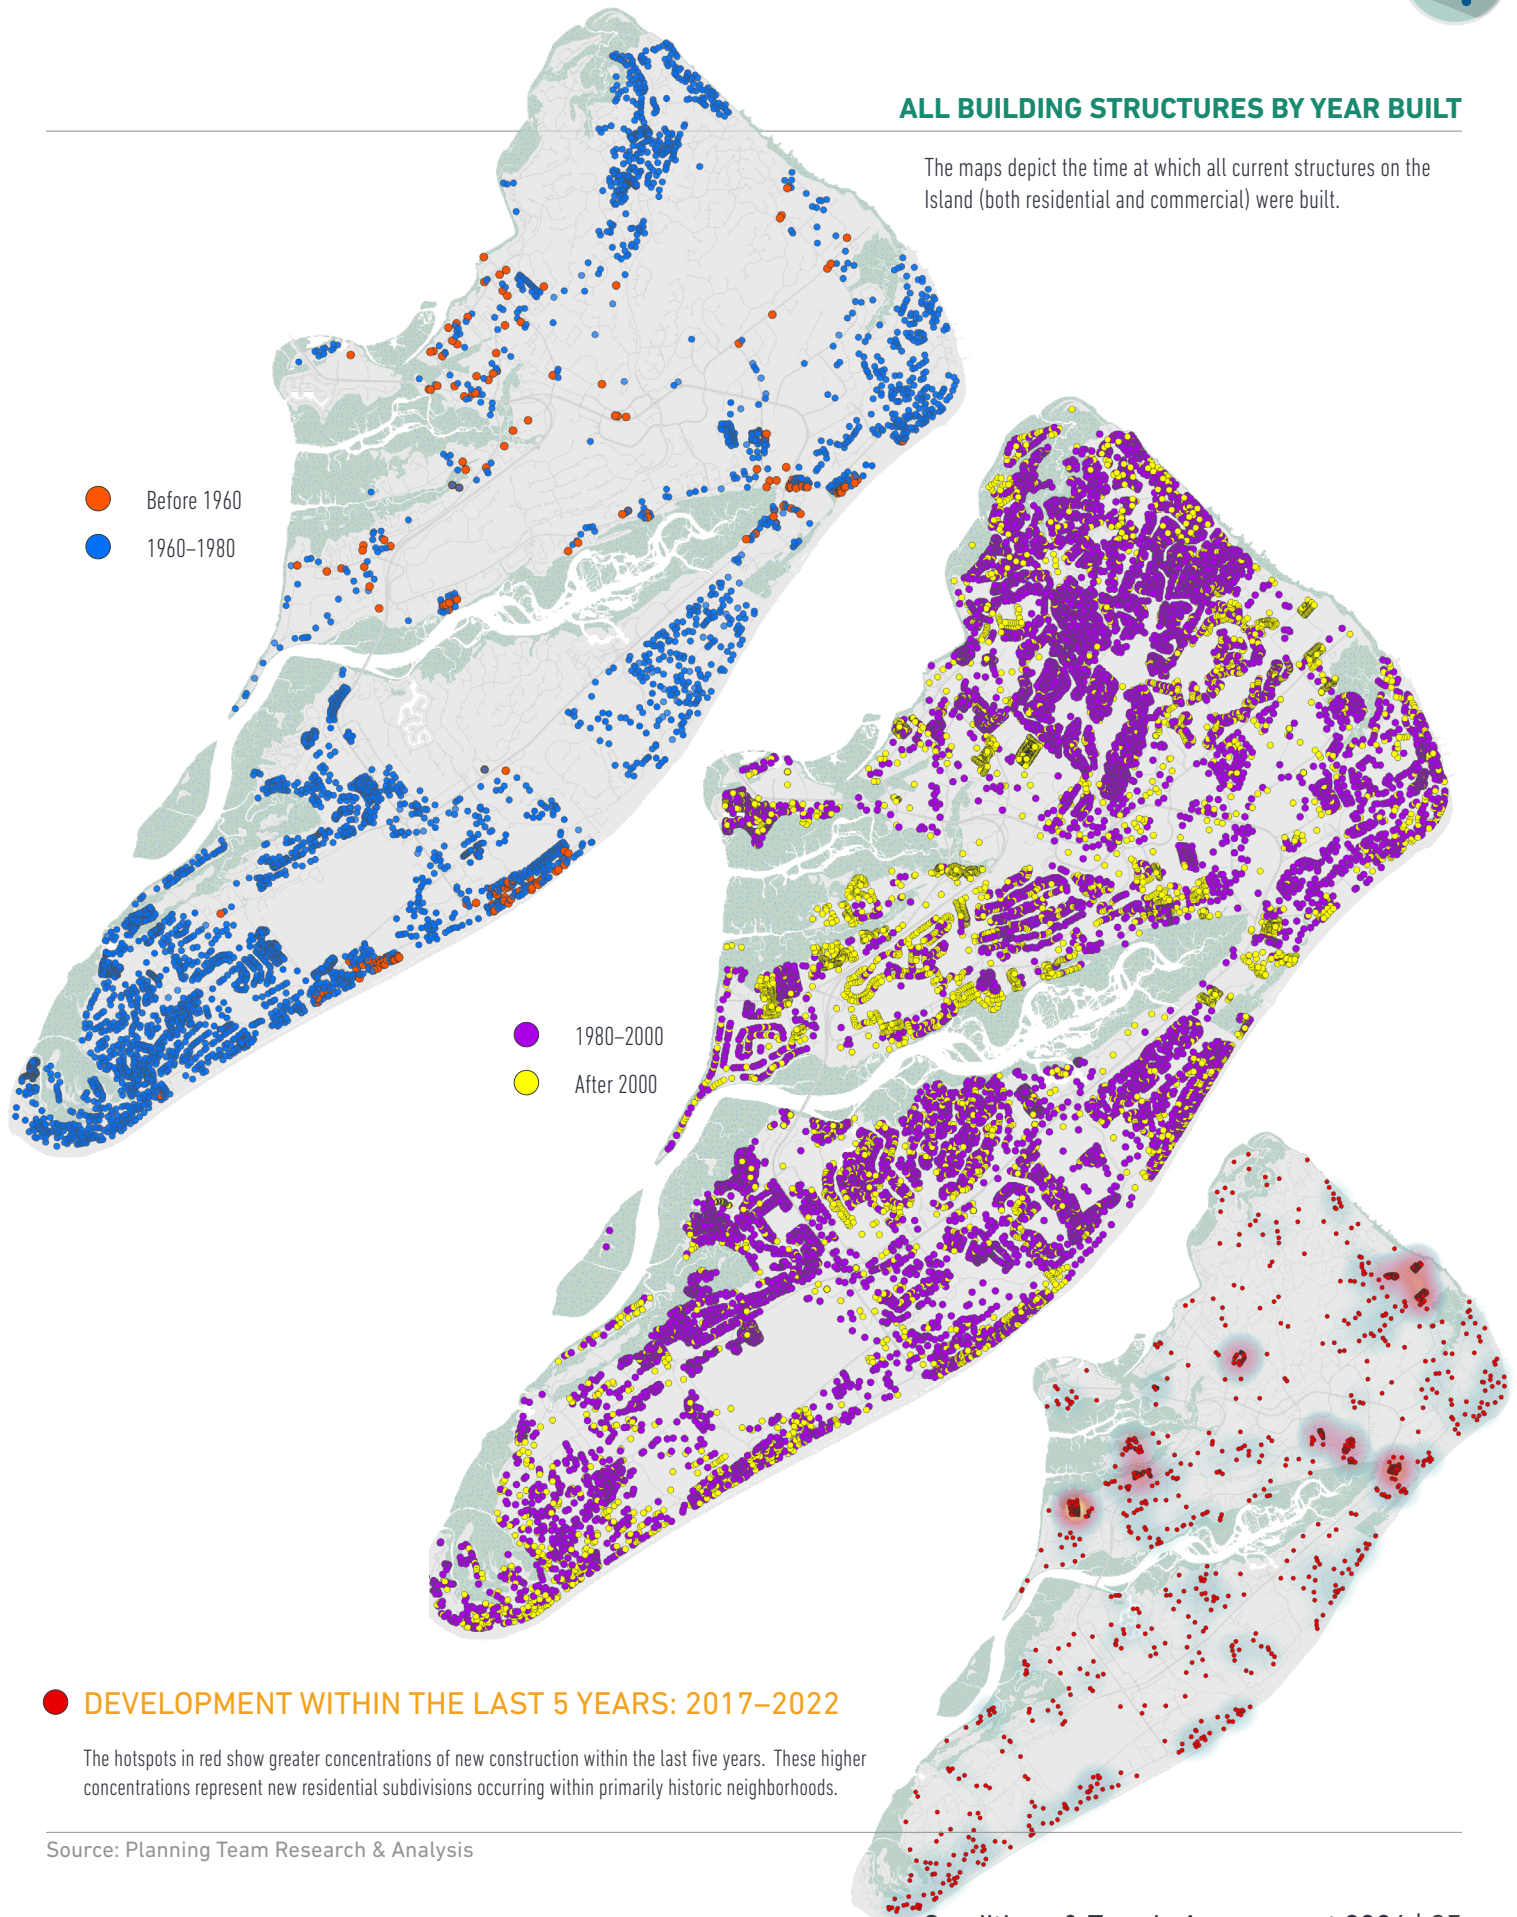 ALL BUILDING STRUCTURES BY YEAR BUILT
The maps depict the time at which all current structures on the
Island (both residential and commercial) were built.
Before 1960
1960–1980
1980–2000
After 2000
DEVELOPMENT WITHIN THE LAST 5 YEARS: 2017–2022
The hotspots in red show greater concentrations of new construction within the last five years. These higher
concentrations represent new residential subdivisions occurring within primarily historic neighborhoods.
Source: Planning Team Research & Analysis